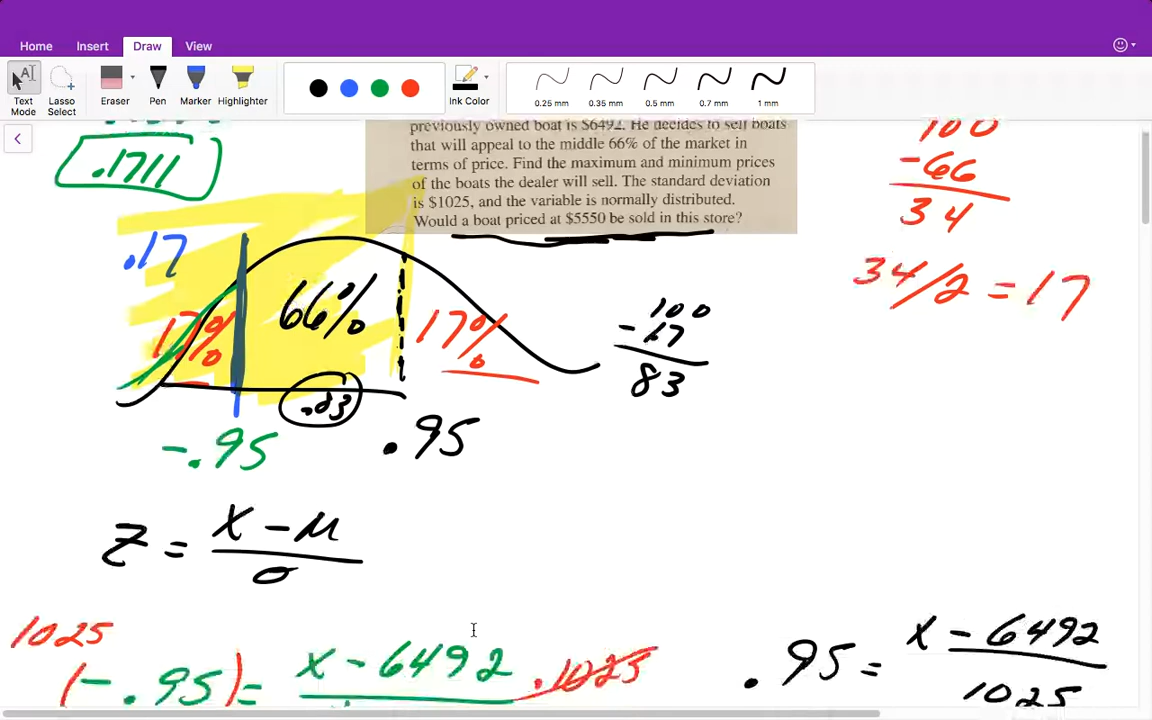 Home Insert Draw View
Text Mode
Lasso Select
Eraser
Pen
Marker
Highlighter
Ink Color
0.25 mm 0.35 mm 0.5 mm 0.7 mm 1 mm
previously owned boat is $6492. He decides to sell boats
that will appeal to the middle 66% of the market in
terms of price. Find the maximum and minimum prices
of the boats the dealer will sell. The standard deviation
is $1025, and the variable is normally distributed.
Would a boat priced at $5550 be sold in this store?
.1711
100
-66
34
34/2 = 17
.17
17%
66%
17%
100
-17
83
.83
-.95
.95
Z = X - μ
σ
1025
(-.95) = X - 6492 .1025
.95 = X - 6492
1025